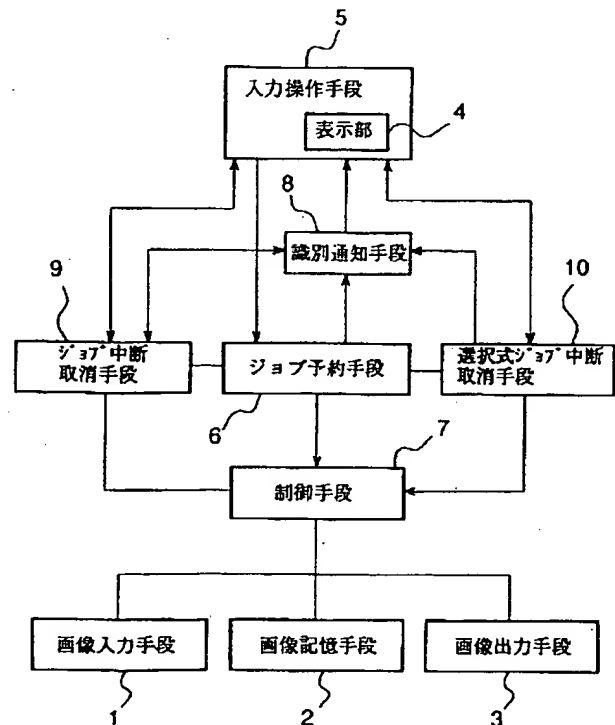 5
入力操作手段
表示部
4
8
識別通知手段
9
10
ジョブ中断
取消手段
ジョブ予約手段
選択式ジョブ中断
取消手段
6
7
制御手段
画像入力手段
画像記憶手段
画像出力手段
1
2
3